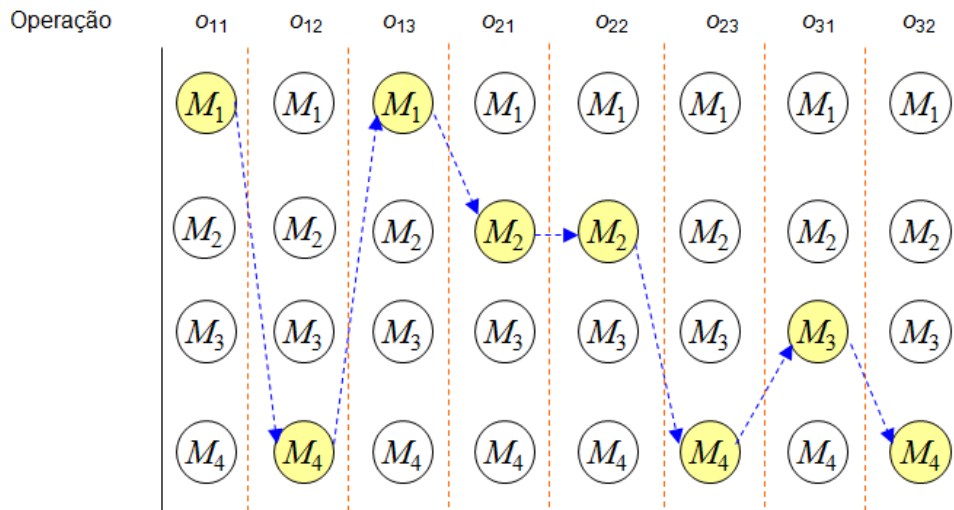 Operação o₁₁ o₁₂ o₁₃ o₂₁ o₂₂ o₂₃ o₃₁ o₃₂
M₁ M₁ M₁ M₁ M₁ M₁ M₁ M₁
M₂ M₂ M₂ M₂ M₂ M₂ M₂ M₂
M₃ M₃ M₃ M₃ M₃ M₃ M₃ M₃
M₄ M₄ M₄ M₄ M₄ M₄ M₄ M₄